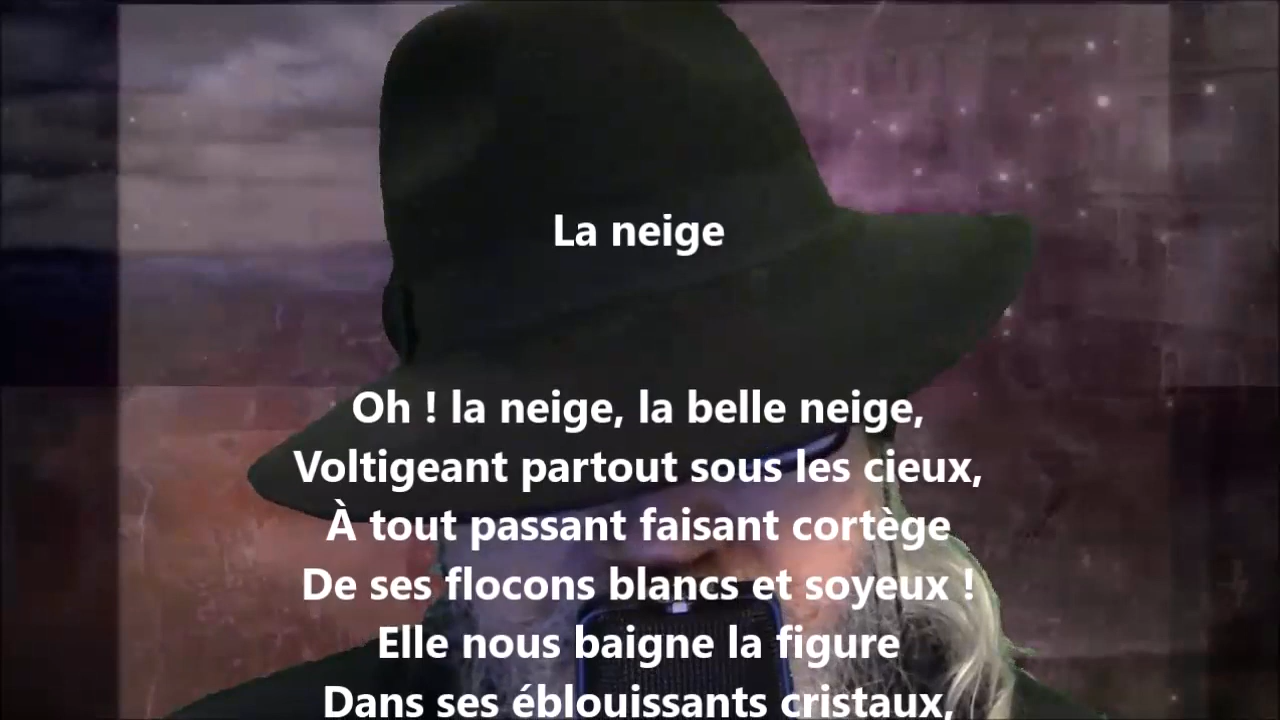 La neige
Oh ! la neige, la belle neige,
Voltigeant partout sous les cieux,
À tout passant faisant cortège
De ses flocons blancs et soyeux !
Elle nous baigne la figure
Dans ses éblouissants cristaux,